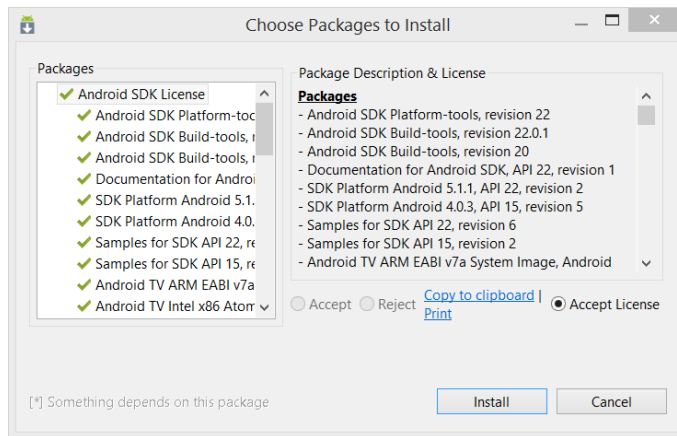 Choose Packages to Install
Packages
Android SDK License
Android SDK Platform-toc
Android SDK Build-tools, r
Android SDK Build-tools, r
Documentation for Androi
SDK Platform Android 5.1.
SDK Platform Android 4.0.
Samples for SDK API 22, re
Samples for SDK API 15, re
Android TV ARM EABI v7a
Android TV Intel x86 Atom
Package Description & License
Packages
- Android SDK Platform-tools, revision 22
- Android SDK Build-tools, revision 22.0.1
- Android SDK Build-tools, revision 20
- Documentation for Android SDK, API 22, revision 1
- SDK Platform Android 5.1.1, API 22, revision 2
- SDK Platform Android 4.0.3, API 15, revision 5
- Samples for SDK API 22, revision 6
- Samples for SDK API 15, revision 2
- Android TV ARM EABI v7a System Image, Android
Accept Reject Copy to clipboard | Print Accept License
[*] Something depends on this package
Install Cancel